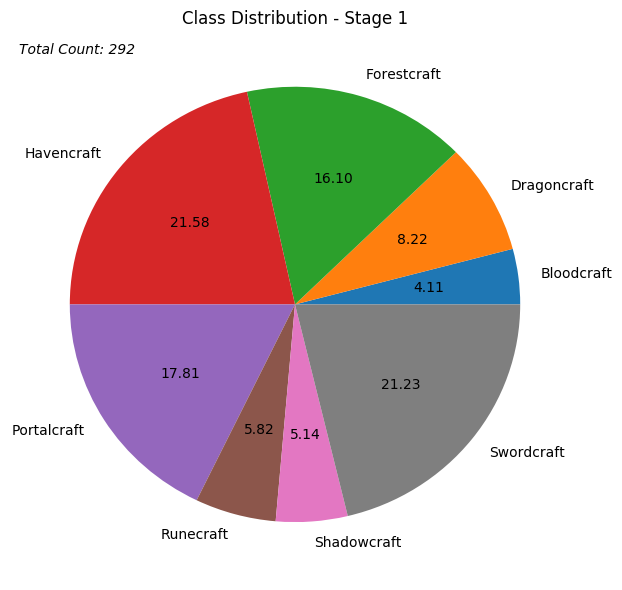 Class Distribution - Stage 1
Total Count: 292
Forestcraft
Havencraft
16.10
Dragoncraft
21.58
8.22
Bloodcraft
4.11
17.81
21.23
Portalcraft
5.82
5.14
Swordcraft
Runecraft
Shadowcraft